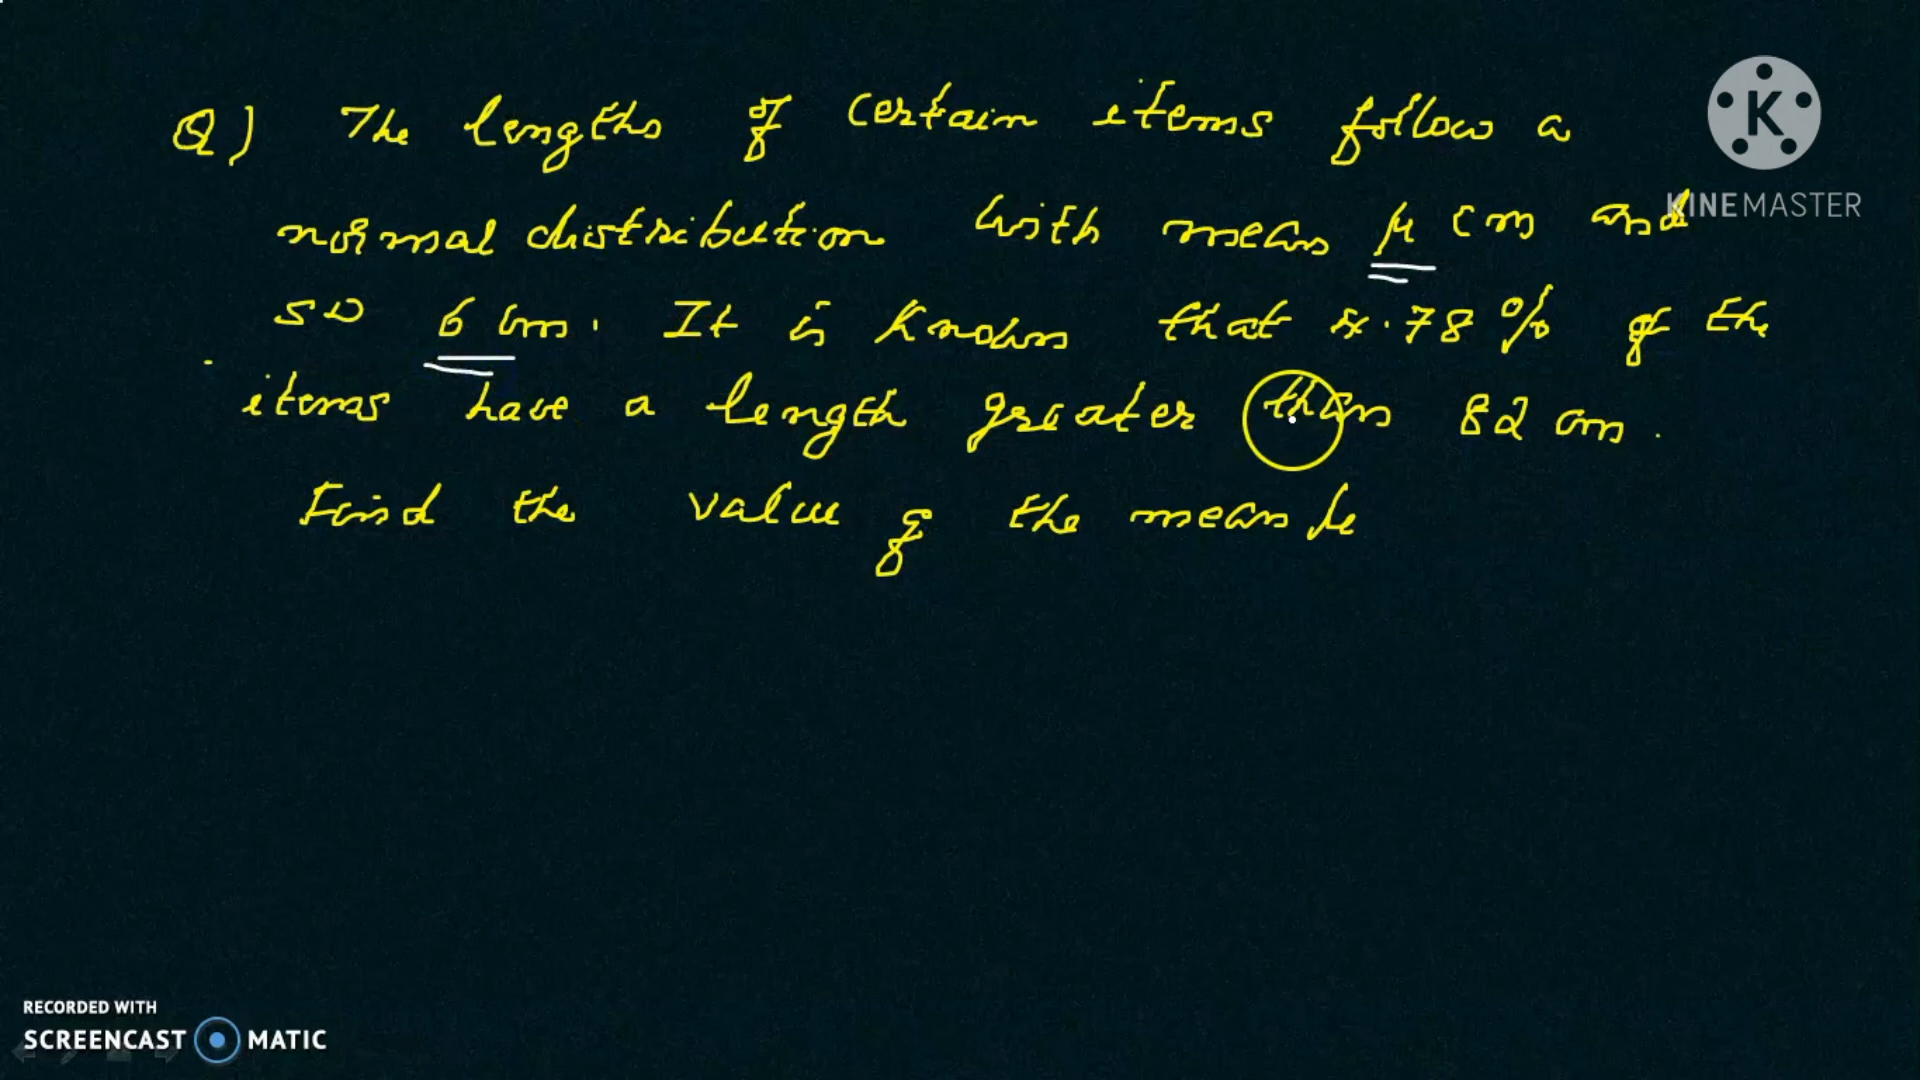 Q) The lengths of certain items follow a
K
KINEMASTER
normal distribution with mean μ cm and
SD 6 cm. It is known that 4.78% of the
items have a length greater than 82 cm.
Find the value of the mean μ
RECORDED WITH
SCREENCAST MATIC